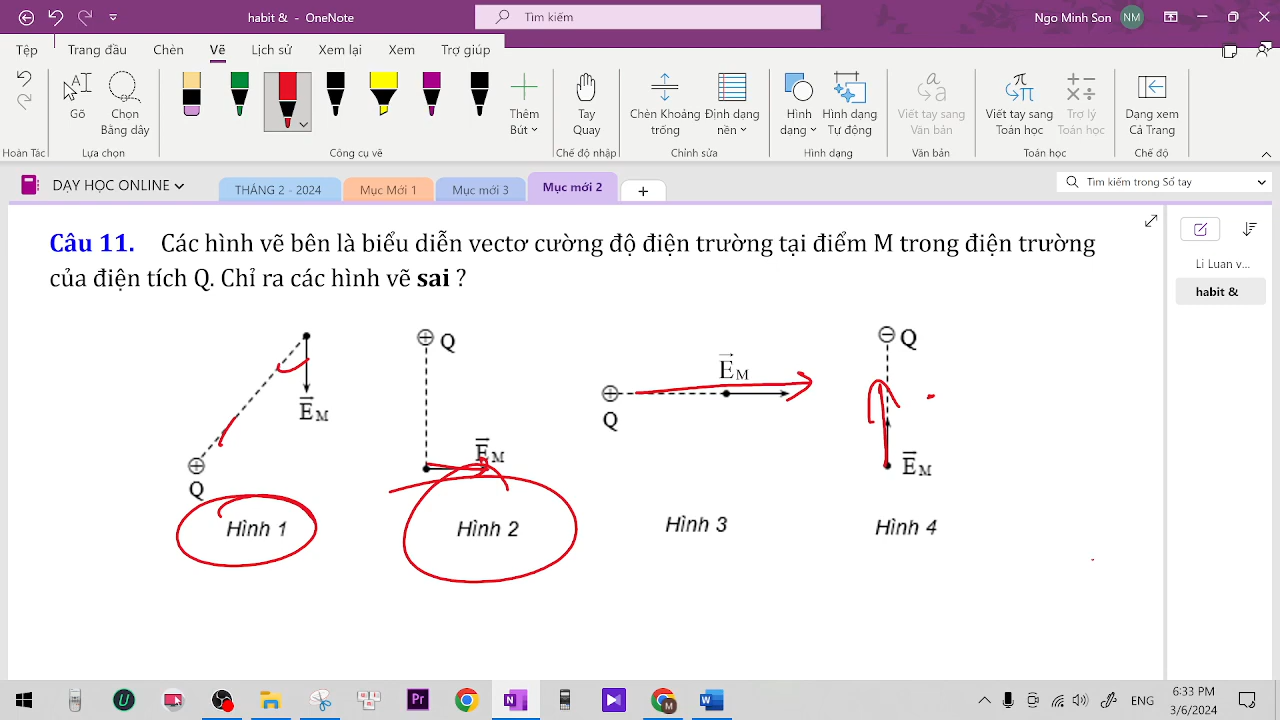 habit & - OneNote
Tìm kiếm
Ngo Minh Son
NM
Tệp
Trang đầu
Chèn
Vẽ
Lịch sử
Xem lại
Xem
Trợ giúp
Gõ
Chọn
Bằng dây
Thêm
Bút
Tay
Quay
Chèn Khoảng
trống
Định dạng
nền
Hình
dạng
Hình dạng
Tự động
Viết tay sang
Văn bản
Viết tay sang
Toán học
Trợ lý
Toán học
Dạng xem
Cả Trang
Hoàn Tác
Lựa chọn
Công cụ vẽ
Chế độ nhập
Chỉnh sửa
Hình dạng
Văn bản
Toán học
Chế độ
DẠY HỌC ONLINE
THÁNG 2 - 2024
Mục Mới 1
Mục mới 3
Mục mới 2
+
Tìm kiếm trong Sổ tay
Câu 11. Các hình vẽ bên là biểu diễn vectơ cường độ điện trường tại điểm M trong điện trường
của điện tích Q. Chỉ ra các hình vẽ sai ?
Li Luan v...
habit &
E⃗M
Q
Hình 1
Q
E⃗M
Hình 2
E⃗M
Q
Hình 3
Q
E⃗M
Hình 4
Pr
ENG
6:33 PM
3/6/2024